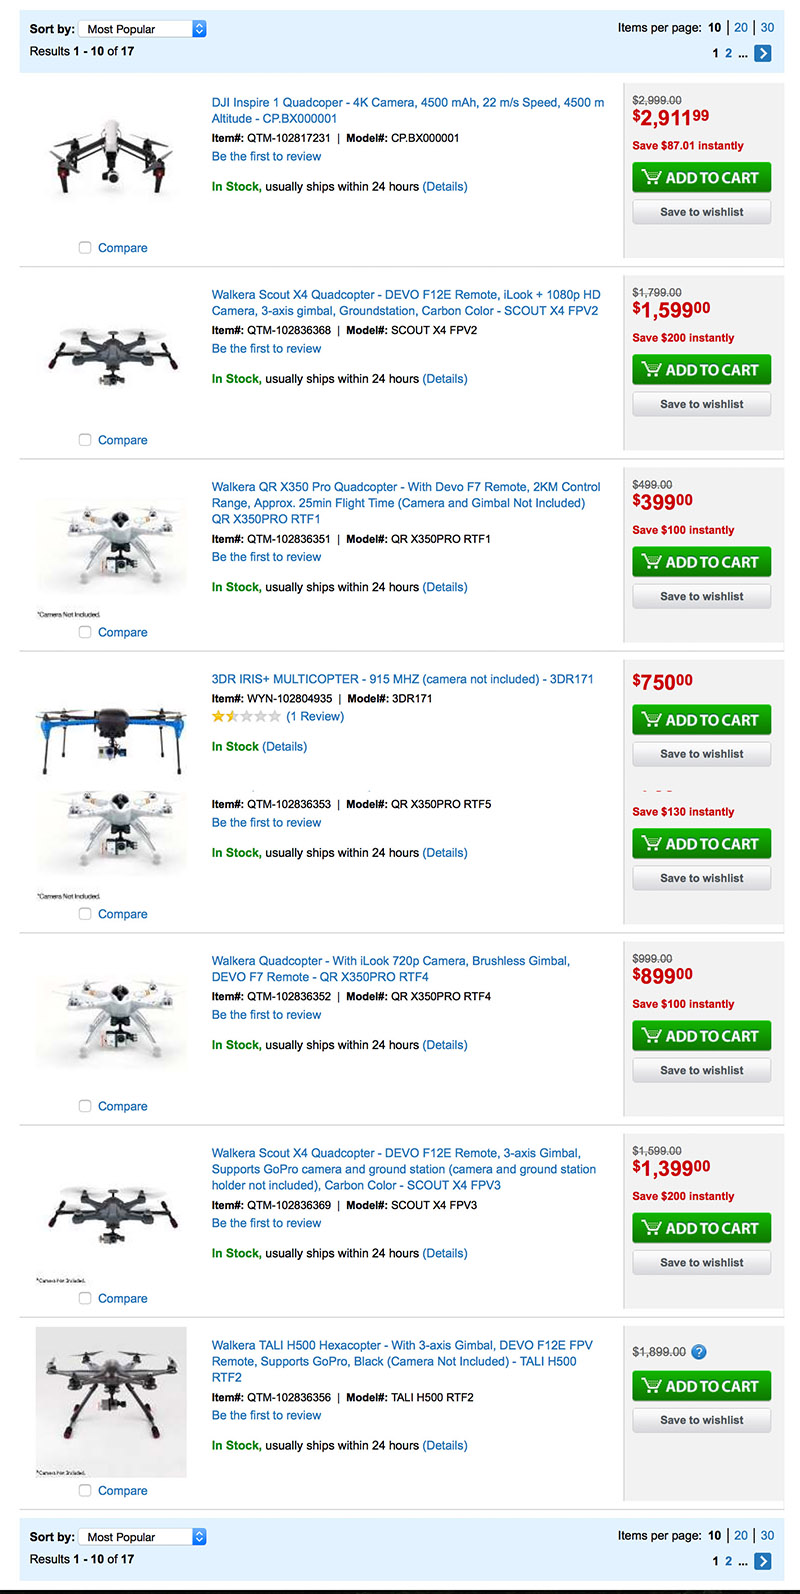 Sort by: Most Popular
Items per page: 10 | 20 | 30
Results 1 - 10 of 17
1 2 ...
DJI Inspire 1 Quadcoper - 4K Camera, 4500 mAh, 22 m/s Speed, 4500 m
Altitude - CP.BX000001
Item#: QTM-102817231 | Model#: CP.BX000001
Be the first to review
In Stock, usually ships within 24 hours (Details)
Compare
$2,999.00
$2,91199
Save $87.01 instantly
ADD TO CART
Save to wishlist
Walkera Scout X4 Quadcopter - DEVO F12E Remote, iLook + 1080p HD
Camera, 3-axis gimbal, Groundstation, Carbon Color - SCOUT X4 FPV2
Item#: QTM-102836368 | Model#: SCOUT X4 FPV2
Be the first to review
In Stock, usually ships within 24 hours (Details)
Compare
$1,799.00
$1,59900
Save $200 instantly
ADD TO CART
Save to wishlist
Walkera QR X350 Pro Quadcopter - With Devo F7 Remote, 2KM Control
Range, Approx. 25min Flight Time (Camera and Gimbal Not Included)
QR X350PRO RTF1
Item#: QTM-102836351 | Model#: QR X350PRO RTF1
Be the first to review
In Stock, usually ships within 24 hours (Details)
*Camera Not Included.
Compare
$499.00
$39900
Save $100 instantly
ADD TO CART
Save to wishlist
3DR IRIS+ MULTICOPTER - 915 MHZ (camera not included) - 3DR171
Item#: WYN-102804935 | Model#: 3DR171
(1 Review)
In Stock (Details)
$75000
ADD TO CART
Save to wishlist
Item#: QTM-102836353 | Model#: QR X350PRO RTF5
Be the first to review
In Stock, usually ships within 24 hours (Details)
*Camera Not Included.
Compare
Save $130 instantly
ADD TO CART
Save to wishlist
Walkera Quadcopter - With iLook 720p Camera, Brushless Gimbal,
DEVO F7 Remote - QR X350PRO RTF4
Item#: QTM-102836352 | Model#: QR X350PRO RTF4
Be the first to review
In Stock, usually ships within 24 hours (Details)
Compare
$999.00
$89900
Save $100 instantly
ADD TO CART
Save to wishlist
Walkera Scout X4 Quadcopter - DEVO F12E Remote, 3-axis Gimbal,
Supports GoPro camera and ground station (camera and ground station
holder not included), Carbon Color - SCOUT X4 FPV3
Item#: QTM-102836369 | Model#: SCOUT X4 FPV3
Be the first to review
In Stock, usually ships within 24 hours (Details)
*Camera Not Included.
Compare
$1,599.00
$1,39900
Save $200 instantly
ADD TO CART
Save to wishlist
Walkera TALI H500 Hexacopter - With 3-axis Gimbal, DEVO F12E FPV
Remote, Supports GoPro, Black (Camera Not Included) - TALI H500
RTF2
Item#: QTM-102836356 | Model#: TALI H500 RTF2
Be the first to review
In Stock, usually ships within 24 hours (Details)
*Camera Not Included.
Compare
$1,899.00 ?
ADD TO CART
Save to wishlist
Sort by: Most Popular
Items per page: 10 | 20 | 30
Results 1 - 10 of 17
1 2 ...